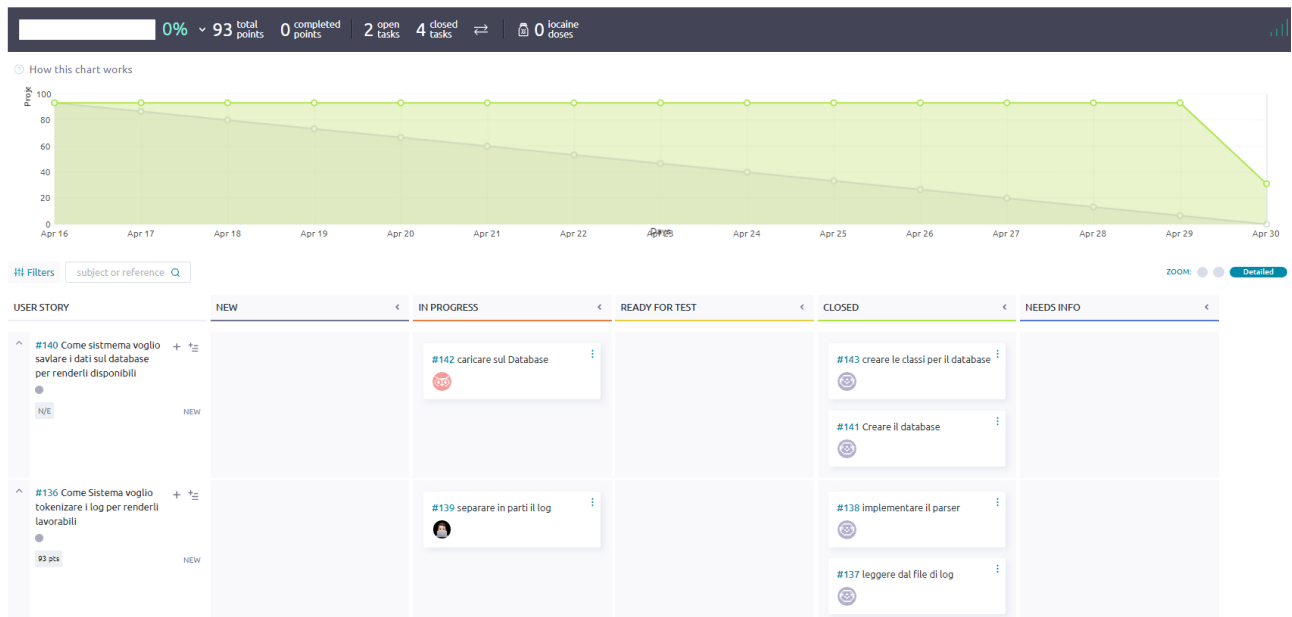 0% 93 total points 0 completed points 2 open tasks 4 closed tasks 0 iocaine doses
How this chart works
100
80
60
40
20
0
Apr 16 Apr 17 Apr 18 Apr 19 Apr 20 Apr 21 Apr 22 Apr 24 Apr 25 Apr 26 Apr 27 Apr 28 Apr 29 Apr 30
Filters subject or reference ZOOM: Detailed
USER STORY NEW IN PROGRESS READY FOR TEST CLOSED NEEDS INFO
#140 Come sistmema voglio
savlare i dati sul database
per renderli disponibili
N/E NEW
#142 caricare sul Database
#143 creare le classi per il database
#141 Creare il database
#136 Come Sistema voglio
tokenizare i log per renderli
lavorabili
93 pts NEW
#139 separare in parti il log
#138 implementare il parser
#137 leggere dal file di log